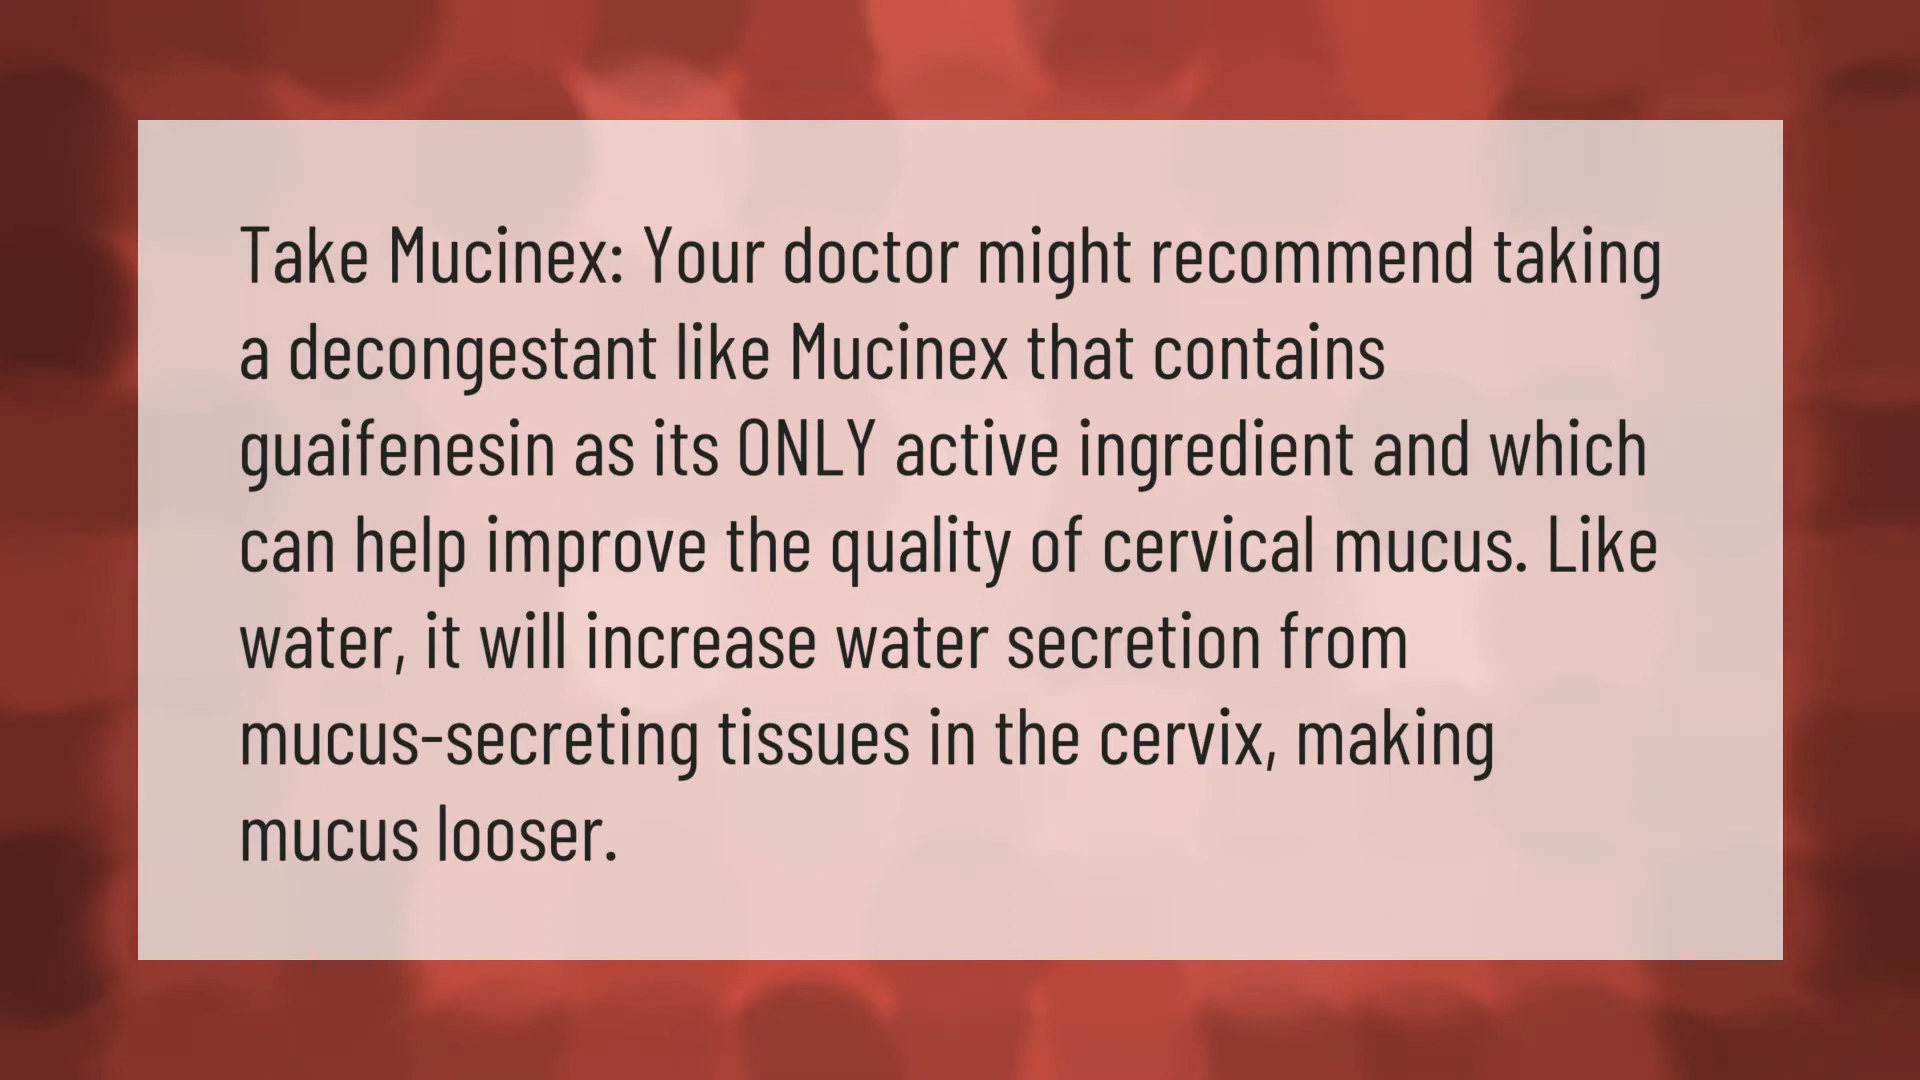 Take Mucinex: Your doctor might recommend taking
a decongestant like Mucinex that contains
guaifenesin as its ONLY active ingredient and which
can help improve the quality of cervical mucus. Like
water, it will increase water secretion from
mucus-secreting tissues in the cervix, making
mucus looser.